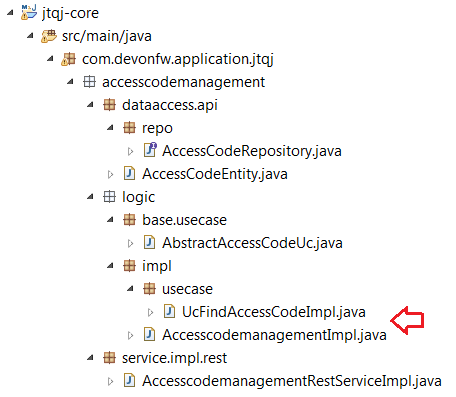 jtqj-core
src/main/java
com.devonfw.application.jtqj
accesscodemanagement
dataaccess.api
repo
AccessCodeRepository.java
AccessCodeEntity.java
logic
base.usecase
AbstractAccessCodeUc.java
impl
usecase
UcFindAccessCodeImpl.java
AccesscodemanagementImpl.java
service.impl.rest
AccesscodemanagementRestServiceImpl.java